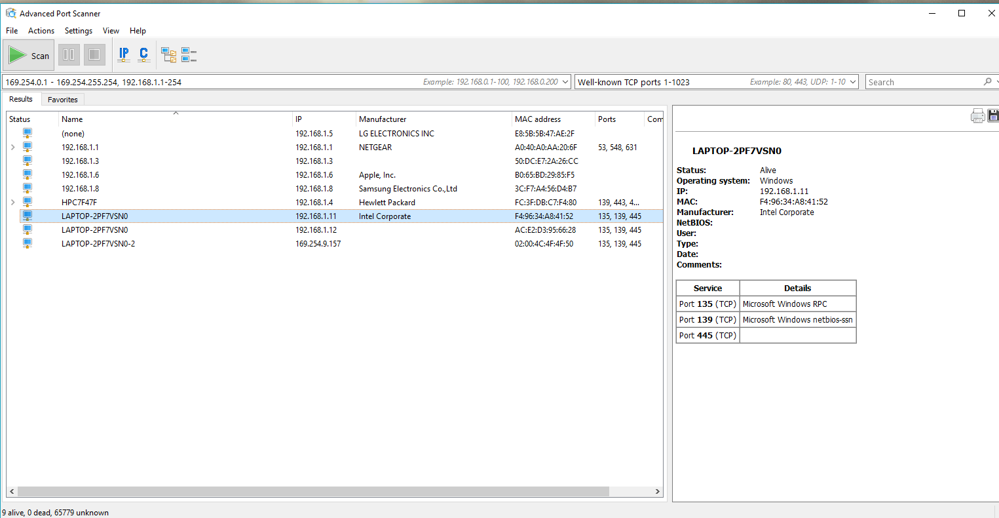 Advanced Port Scanner
File Actions Settings View Help
Scan IP C
169.254.0.1 - 169.254.255.254, 192.168.1.1-254 Example: 192.168.0.1-100, 192.168.0.200 Well-known TCP ports 1-1023 Example: 80, 443, UDP: 1-10 Search
Results Favorites
Status Name IP Manufacturer MAC address Ports Com
(none) 192.168.1.5 LG ELECTRONICS INC E8:5B:5B:47:AE:2F
192.168.1.1 192.168.1.1 NETGEAR A0:40:A0:AA:20:6F 53, 548, 631
192.168.1.3 192.168.1.3 50:DC:E7:2A:26:CC
192.168.1.6 192.168.1.6 Apple, Inc. B0:65:BD:29:85:F5
192.168.1.8 192.168.1.8 Samsung Electronics Co.,Ltd 3C:F7:A4:56:D4:B7
HPC7F47F 192.168.1.4 Hewlett Packard FC:3F:DB:C7:F4:80 139, 443, 4...
LAPTOP-2PF7VSN0 192.168.1.11 Intel Corporate F4:96:34:A8:41:52 135, 139, 445
LAPTOP-2PF7VSN0 192.168.1.12 AC:E2:D3:95:66:28 135, 139, 445
LAPTOP-2PF7VSN0-2 169.254.9.157 02:00:4C:4F:4F:50 135, 139, 445
LAPTOP-2PF7VSN0
Status: Alive
Operating system: Windows
IP: 192.168.1.11
MAC: F4:96:34:A8:41:52
Manufacturer: Intel Corporate
NetBIOS:
User:
Type:
Date:
Comments:
Service Details
Port 135 (TCP) Microsoft Windows RPC
Port 139 (TCP) Microsoft Windows netbios-ssn
Port 445 (TCP)
9 alive, 0 dead, 65779 unknown